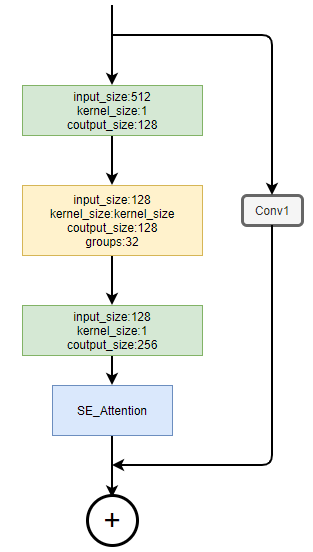 input_size:512
kernel_size:1
coutput_size:128
input_size:128
kernel_size:kernel_size
coutput_size:128
groups:32
Conv1
input_size:128
kernel_size:1
coutput_size:256
SE_Attention
+